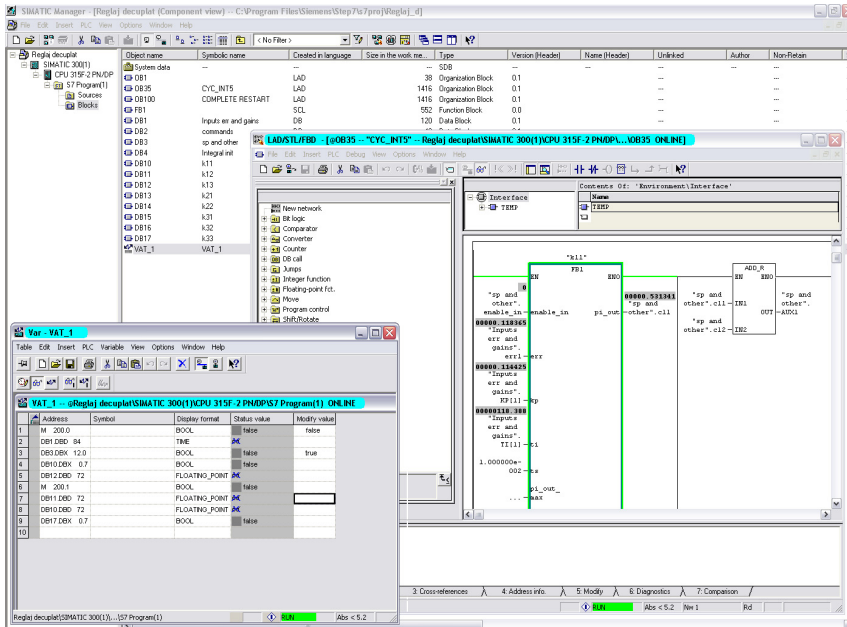 SIMATIC Manager - [Reglaj decuplat (Component view) -- C:\Program Files\Siemens\Step7\s7proj\Reglaj_d]
File Edit Insert PLC View Options Window Help
< No Filter >
Reglaj decuplat
SIMATIC 300(1)
CPU 315F-2 PN/DP
S7 Program(1)
Sources
Blocks
Object name Symbolic name Created in language Size in the work me... Type Version (Header) Name (Header) Unlinked Author Non-Retain
System data --- --- --- SDB --- --- --- ---
OB1 LAD 38 Organization Block 0.1 ---
OB35 CYC_INT5 LAD 1416 Organization Block 0.1 ---
OB100 COMPLETE RESTART LAD 1416 Organization Block 0.1 ---
FB1 SCL 552 Function Block 0.0 ---
DB1 Inputs err and gains DB 120 Data Block 0.1
DB2 commands
DB3 sp and other
DB4 Integral init
DB10 k11
DB11 k12
DB12 k13
DB13 k21
DB14 k22
DB15 k31
DB16 k32
DB17 k33
VAT_1 VAT_1
LAD/STL/FBD - [@OB35 -- "CYC_INT5" -- Reglaj decuplat\SIMATIC 300(1)\CPU 315F-2 PN/DP\...\OB35 ONLINE]
File Edit Insert PLC Debug View Options Window Help
New network
Bit logic
Comparator
Converter
Counter
DB call
Jumps
Integer function
Floating-point fct.
Move
Program control
Shift/Rotate
Contents Of: 'Environment\Interface'
Interface
TEMP
Name
TEMP
"k11"
FB1
EN ENO
0
"sp and
other".
enable_in enable_in
00000.531341
"sp and
pi_out other".c11
00000.118365
"Inputs
err and
gains".
err1 err
00000.114425
"Inputs
err and
gains".
KP[1] kp
00000110.380
"Inputs
err and
gains".
TI[1] ti
1.000000e-
002 ts
pi_out_
... max
ADD_R
EN ENO
"sp and
other".c11 IN1
"sp and
other".c12 IN2
"sp and
other".
OUT AUX1
3: Cross-references 4: Address info. 5: Modify 6: Diagnostics 7: Comparison
RUN Abs < 5.2 Nw 1 Rd
Var - VAT_1
Table Edit Insert PLC Variable View Options Window Help
VAT_1 -- @Reglaj decuplat\SIMATIC 300(1)\CPU 315F-2 PN/DP\S7 Program(1) ONLINE
Address Symbol Display format Status value Modify value
1 M 200.0 BOOL false false
2 DB1.DBD 84 TIME
3 DB3.DBX 12.0 BOOL false true
4 DB10.DBX 0.7 BOOL false
5 DB12.DBD 72 FLOATING_POINT
6 M 200.1 BOOL false
7 DB11.DBD 72 FLOATING_POINT
8 DB10.DBD 72 FLOATING_POINT
9 DB17.DBX 0.7 BOOL false
10
Reglaj decuplat\SIMATIC 300(1)\...\S7 Program(1) RUN Abs < 5.2